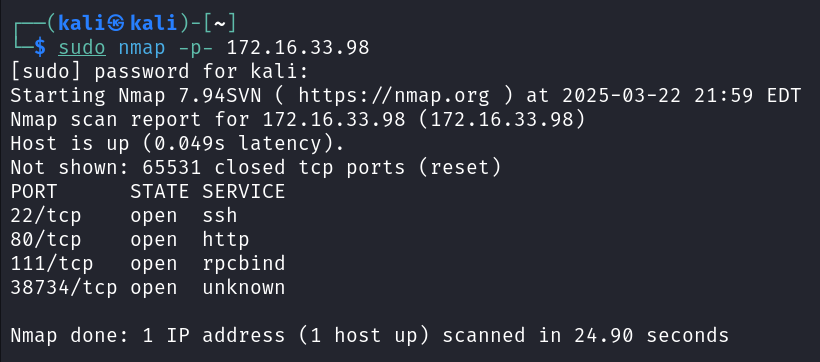 ┌──(kali㉿kali)-[~]
└─$ sudo nmap -p- 172.16.33.98
[sudo] password for kali:
Starting Nmap 7.94SVN ( https://nmap.org ) at 2025-03-22 21:59 EDT
Nmap scan report for 172.16.33.98 (172.16.33.98)
Host is up (0.049s latency).
Not shown: 65531 closed tcp ports (reset)
PORT      STATE SERVICE
22/tcp    open  ssh
80/tcp    open  http
111/tcp   open  rpcbind
38734/tcp open  unknown

Nmap done: 1 IP address (1 host up) scanned in 24.90 seconds